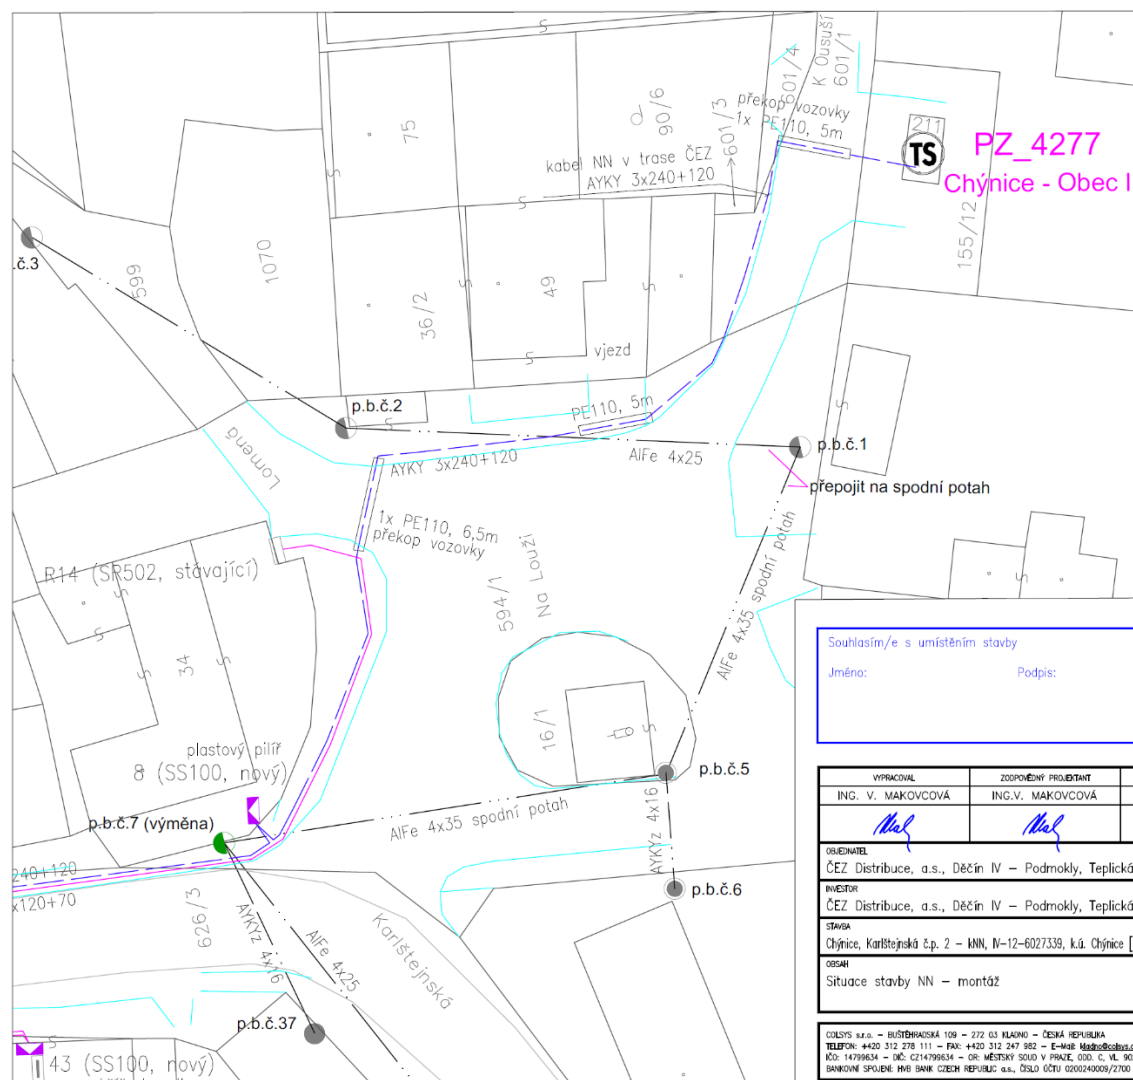 K Ousuší
601/1
601/4
překop vozovky
1x PE110, 5m
601/3
90/6
75
211
TS
PZ_4277
Chýnice - Obec I
kabel NN v trase ČEZ
AYKY 3x240+120
155/12
.č.3
599
1070
36/2
49
vjezd
p.b.č.2
PE110, 5m
AYKY 3x240+120
AlFe 4x25
p.b.č.1
přepojit na spodní potah
Lomená
1x PE110, 6,5m
překop vozovky
R14 (SR502, stávající)
594/1
Na Louži
AlFe 4x35 spodní potah
34
16/1
plastový pilíř
8 (SS100, nový)
p.b.č.5
p.b.č.7 (výměna)
AlFe 4x35 spodní potah
AYKYz 4x16
p.b.č.6
240+120
x120+70
626/3
AYKYz 4x16
AlFe 4x25
Karlštejnská
p.b.č.37
43 (SS100, nový)
Souhlasím/e s umístěním stavby
Jméno: Podpis:
VYPRACOVAL ZODPOVĚDNÝ PROJEKTANT
ING. V. MAKOVCOVÁ ING.V. MAKOVCOVÁ
OBJEDNATEL
ČEZ Distribuce, a.s., Děčín IV – Podmokly, Teplická
INVESTOR
ČEZ Distribuce, a.s., Děčín IV – Podmokly, Teplická
STAVBA
Chýnice, Karlštejnská č.p. 2 – kNN, IV–12–6027339, k.ú. Chýnice [
OBSAH
Situace stavby NN – montáž
COLSYS s.r.o. – BUŠTĚHRADSKÁ 109 – 272 03 KLADNO – ČESKÁ REPUBLIKA
TELEFON: +420 312 278 111 – FAX: +420 312 247 982 – E–Mail: kladno@colsys.c
IČO: 14799634 – DIČ: CZ14799634 – OR: MĚSTSKÝ SOUD V PRAZE, ODD. C, VL. 90
BANKOVNÍ SPOJENÍ: HVB BANK CZECH REPUBLIC a.s., ČÍSLO ÚČTU 0200240009/2700